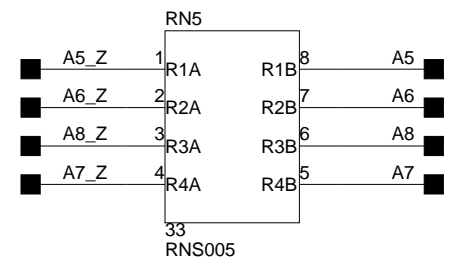 RN5
A5_Z 1 R1A R1B 8 A5
A6_Z 2 R2A R2B 7 A6
A8_Z 3 R3A R3B 6 A8
A7_Z 4 R4A R4B 5 A7
33
RNS005